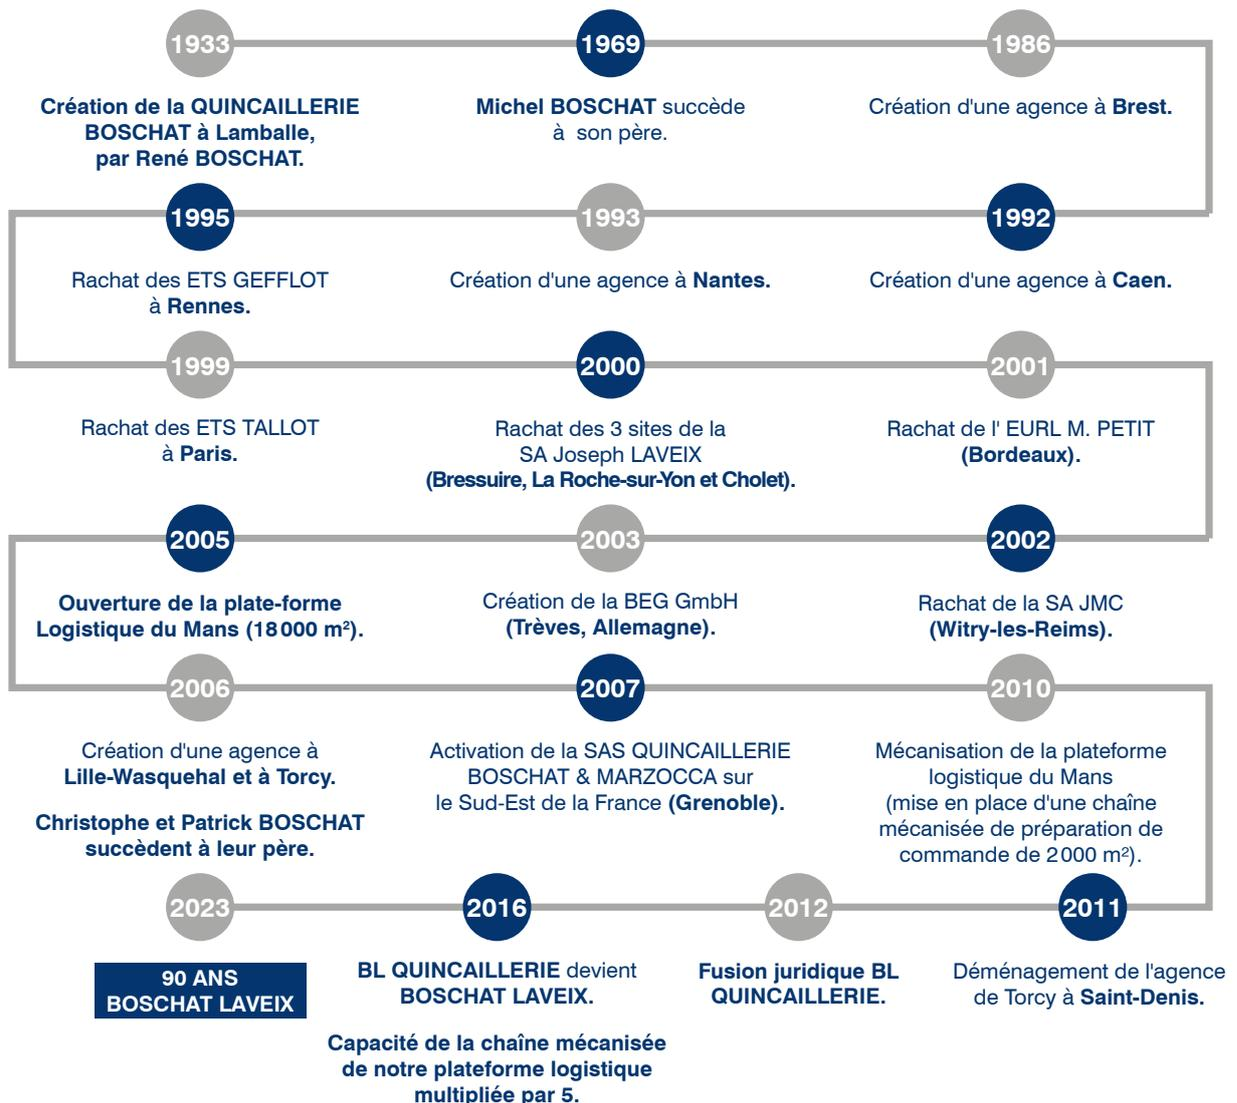 1933
Création de la QUINCAILLERIE
BOSCHAT à Lamballe,
par René BOSCHAT.
1969
Michel BOSCHAT succède
à son père.
1986
Création d'une agence à Brest.
1992
Création d'une agence à Caen.
1993
Création d'une agence à Nantes.
1995
Rachat des ETS GEFFLOT
à Rennes.
1999
Rachat des ETS TALLOT
à Paris.
2000
Rachat des 3 sites de la
SA Joseph LAVEIX
(Bressuire, La Roche-sur-Yon et Cholet).
2001
Rachat de l' EURL M. PETIT
(Bordeaux).
2002
Rachat de la SA JMC
(Witry-les-Reims).
2003
Création de la BEG GmbH
(Trèves, Allemagne).
2005
Ouverture de la plate-forme
Logistique du Mans (18 000 m²).
2006
Création d'une agence à
Lille-Wasquehal et à Torcy.
Christophe et Patrick BOSCHAT
succèdent à leur père.
2007
Activation de la SAS QUINCAILLERIE
BOSCHAT & MARZOCCA sur
le Sud-Est de la France (Grenoble).
2010
Mécanisation de la plateforme
logistique du Mans
(mise en place d'une chaîne
mécanisée de préparation de
commande de 2 000 m²).
2011
Déménagement de l'agence
de Torcy à Saint-Denis.
2012
Fusion juridique BL
QUINCAILLERIE.
2016
BL QUINCAILLERIE devient
BOSCHAT LAVEIX.
Capacité de la chaîne mécanisée
de notre plateforme logistique
multipliée par 5.
2023
90 ANS
BOSCHAT LAVEIX